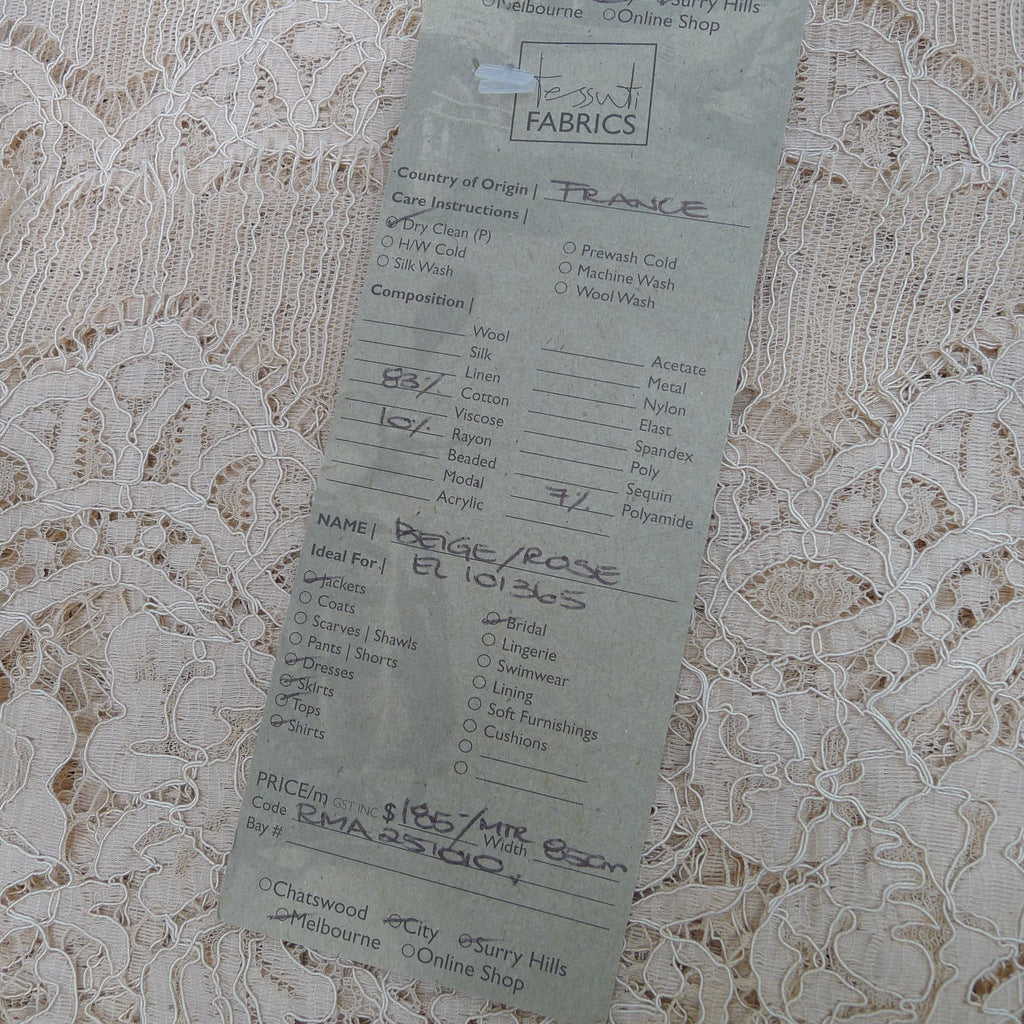 Surry Hills
Melbourne Online Shop
tessuti
FABRICS
Country of Origin | FRANCE
Care Instructions |
Dry Clean (P)
H/W Cold Prewash Cold
Silk Wash Machine Wash
Wool Wash
Composition |
Wool Acetate
Silk Metal
Linen Nylon
83% Cotton Elast
Viscose Spandex
10% Rayon Poly
Beaded Sequin
Modal 7% Polyamide
Acrylic
NAME | BEIGE/ROSE
EL 101365
Ideal For |
Jackets Bridal
Coats Lingerie
Scarves | Shawls Swimwear
Pants | Shorts Lining
Dresses Soft Furnishings
Skirts Cushions
Tops
Shirts
PRICE/m GST INC $185-/MTR
Code RMA 251010 Width 85cm
Bay #
Chatswood City Surry Hills
Melbourne Online Shop